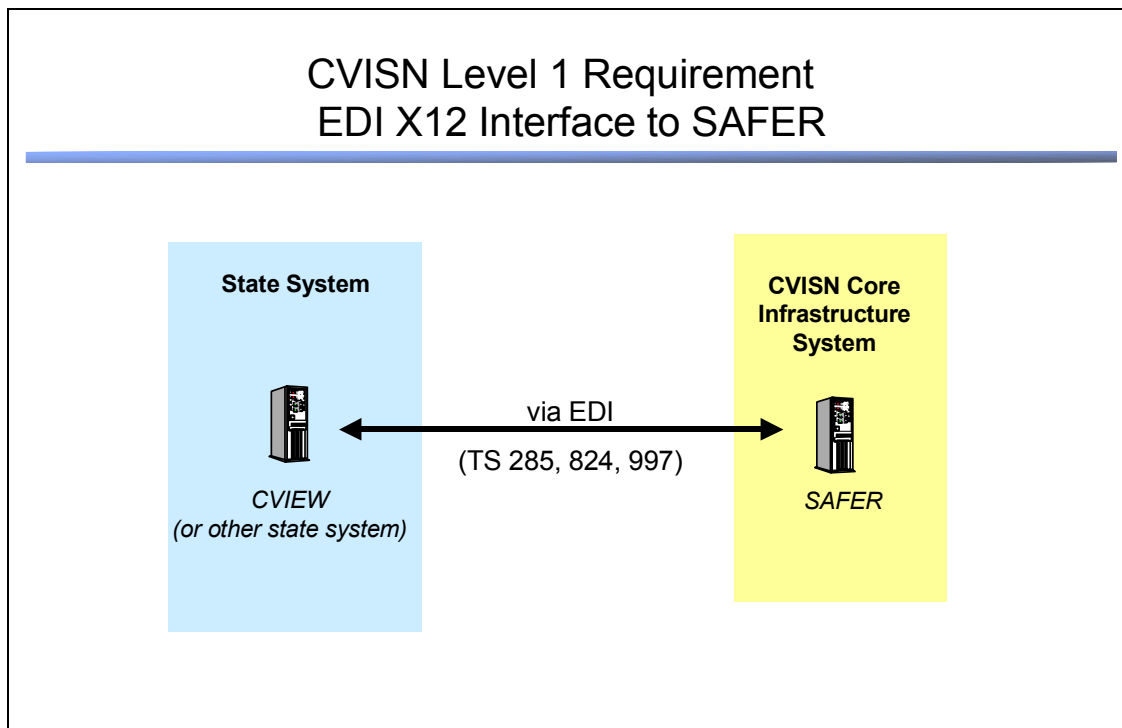 CVISN Level 1 Requirement
EDI X12 Interface to SAFER
State System
CVIEW
(or other state system)
via EDI
(TS 285, 824, 997)
CVISN Core
Infrastructure
System
SAFER